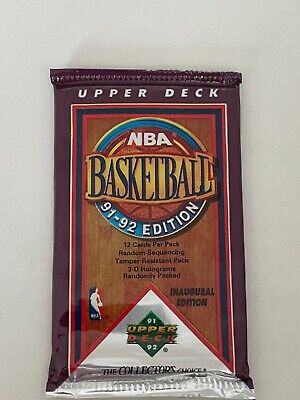 UPPER DECK
NBA
BASKETBALL
91-92 EDITION
12 Cards Per Pack
Random Sequencing
Tamper-Resistant Pack
3-D Holograms
Randomly Packed
INAUGURAL
EDITION
NBA
91
UPPER
DECK
92
THE COLLECTORS CHOICE®